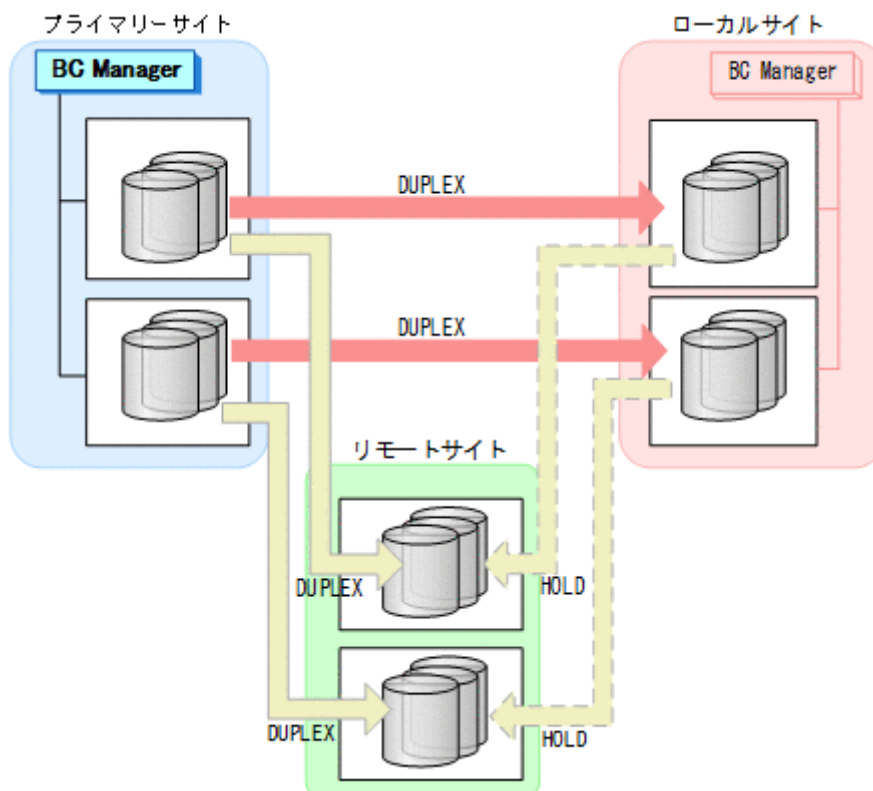 プライマリーサイト
ローカルサイト
BC Manager
BC Manager
DUPLEX
DUPLEX
リモートサイト
DUPLEX
HOLD
DUPLEX
HOLD